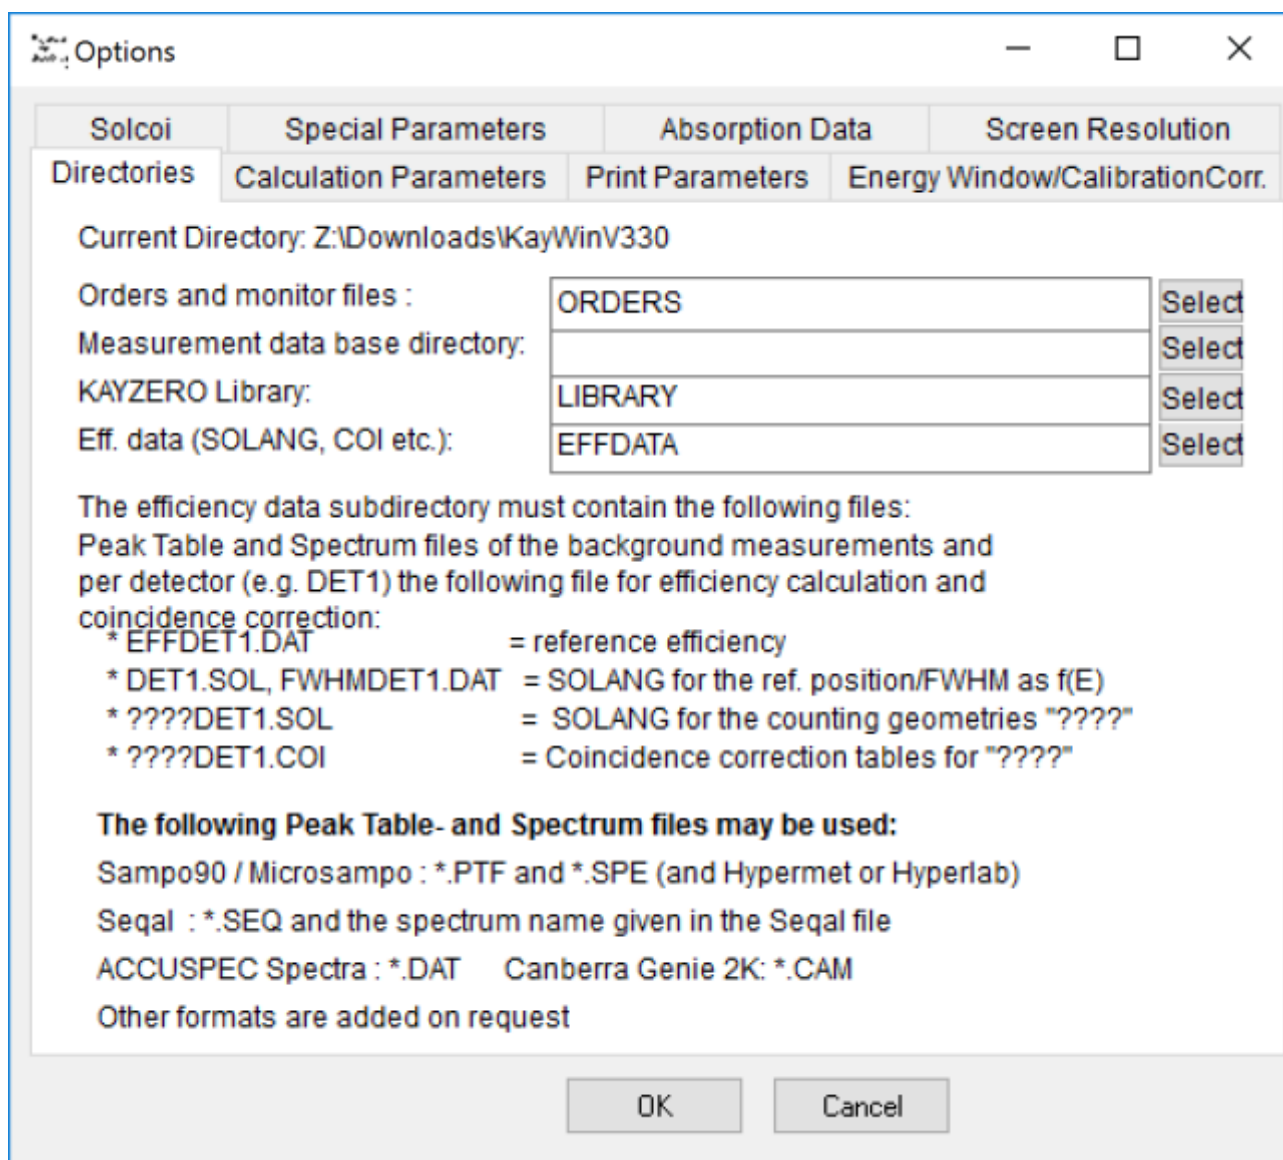 Options
Solcoi Special Parameters Absorption Data Screen Resolution
Directories Calculation Parameters Print Parameters Energy Window/CalibrationCorr.
Current Directory: Z:\Downloads\KayWinV330
Orders and monitor files : ORDERS Select
Measurement data base directory: Select
KAYZERO Library: LIBRARY Select
Eff. data (SOLANG, COI etc.): EFFDATA Select
The efficiency data subdirectory must contain the following files:
Peak Table and Spectrum files of the background measurements and
per detector (e.g. DET1) the following file for efficiency calculation and
coincidence correction:
* EFFDET1.DAT = reference efficiency
* DET1.SOL, FWHMDET1.DAT = SOLANG for the ref. position/FWHM as f(E)
* ????DET1.SOL = SOLANG for the counting geometries "????"
* ????DET1.COI = Coincidence correction tables for "????"
The following Peak Table- and Spectrum files may be used:
Sampo90 / Microsampo : *.PTF and *.SPE (and Hypermet or Hyperlab)
Seqal : *.SEQ and the spectrum name given in the Seqal file
ACCUSPEC Spectra : *.DAT Canberra Genie 2K: *.CAM
Other formats are added on request
OK Cancel